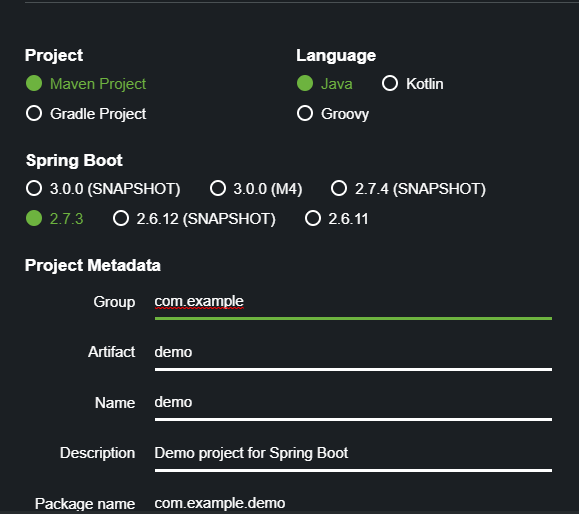 Project
Language
Maven Project
Java
Kotlin
Gradle Project
Groovy
Spring Boot
3.0.0 (SNAPSHOT)
3.0.0 (M4)
2.7.4 (SNAPSHOT)
2.7.3
2.6.12 (SNAPSHOT)
2.6.11
Project Metadata
Group com.example
Artifact demo
Name demo
Description Demo project for Spring Boot
Package name com.example.demo